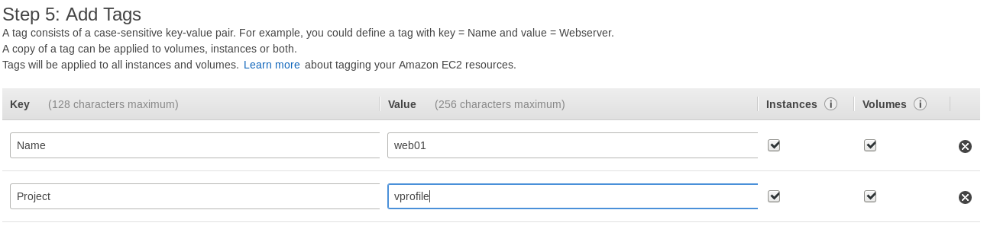 Step 5: Add Tags
A tag consists of a case-sensitive key-value pair. For example, you could define a tag with key = Name and value = Webserver.
A copy of a tag can be applied to volumes, instances or both.
Tags will be applied to all instances and volumes. Learn more about tagging your Amazon EC2 resources.
Key (128 characters maximum) Value (256 characters maximum) Instances i Volumes i
Name web01
Project vprofile